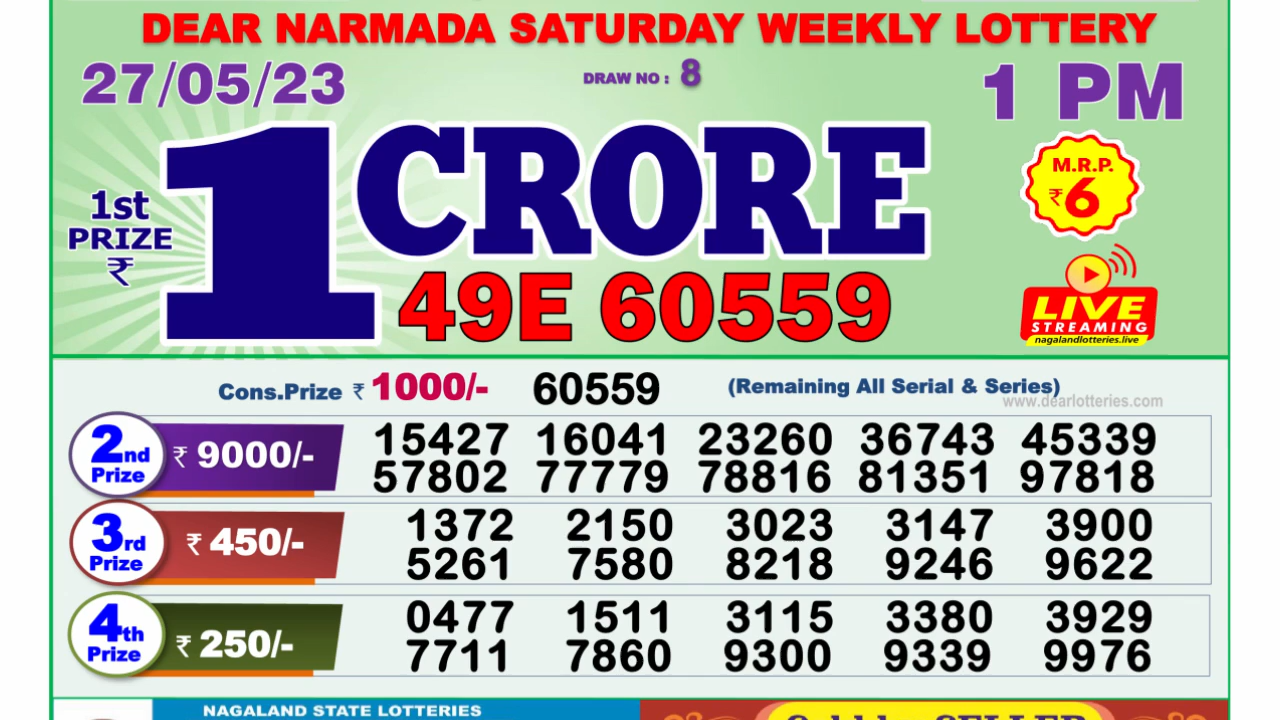 DEAR NARMADA SATURDAY WEEKLY LOTTERY
27/05/23
DRAW NO : 8
1 PM
1st
PRIZE
₹
1 CRORE
M.R.P.
₹6
49E 60559
LIVE
STREAMING
nagalandlotteries.live
Cons.Prize ₹ 1000/- 60559 (Remaining All Serial & Series)
www.dearlotteries.com
2nd
Prize
₹ 9000/-
15427 16041 23260 36743 45339
57802 77779 78816 81351 97818
3rd
Prize
₹ 450/-
1372 2150 3023 3147 3900
5261 7580 8218 9246 9622
4th
Prize
₹ 250/-
0477 1511 3115 3380 3929
7711 7860 9300 9339 9976
NAGALAND STATE LOTTERIES